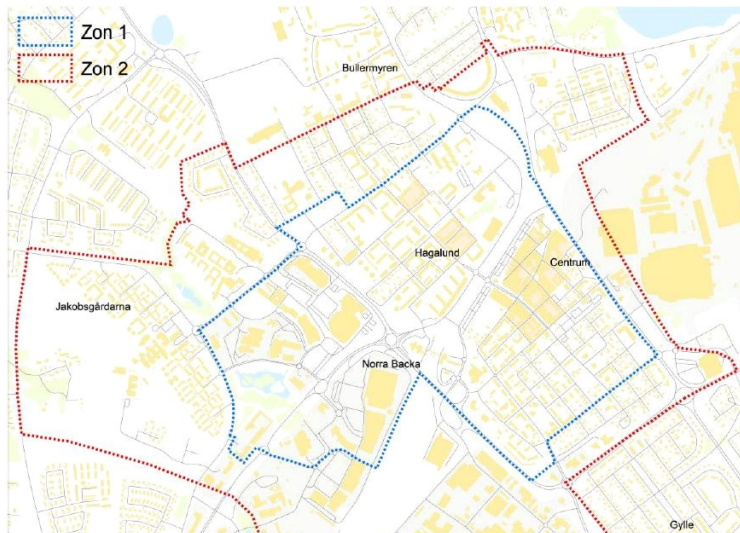 Zon 1
Zon 2
Bullermyren
Hagalund
Centrum
Jakobsgårdarna
Norra Backa
Gylle